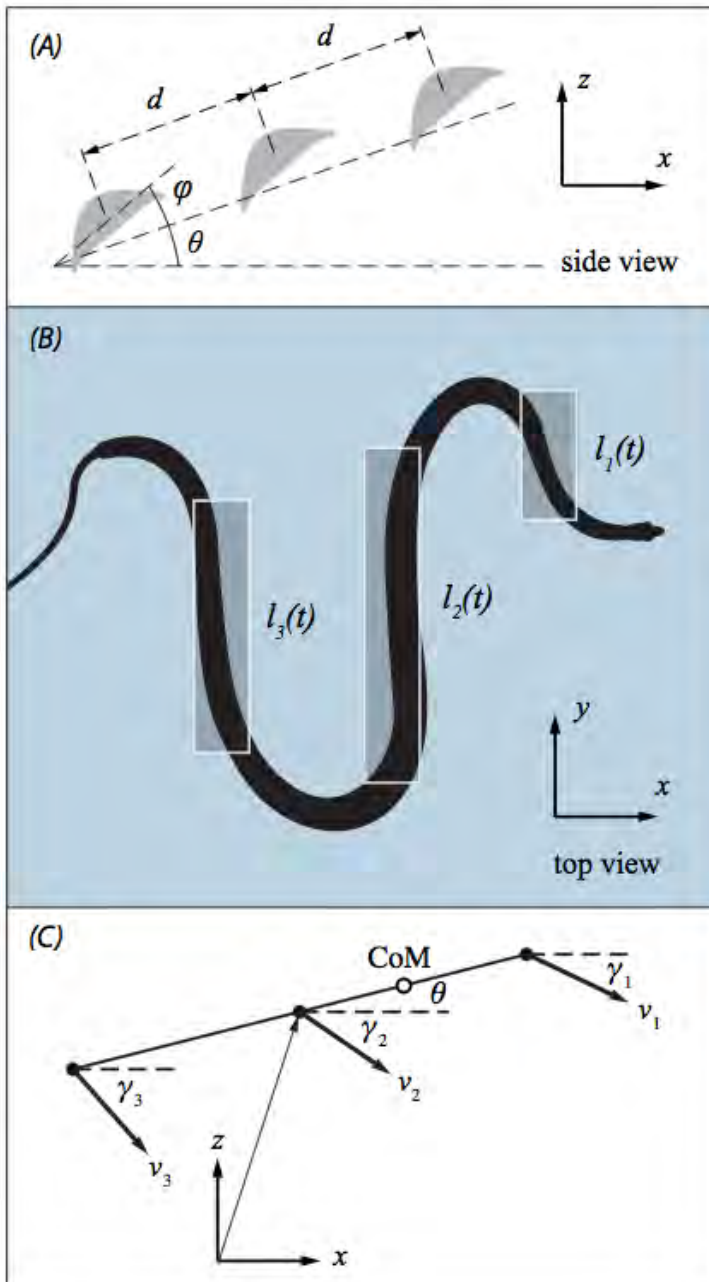 (A)
d
d
z
φ
x
θ
side view
(B)
l₁(t)
l₃(t)
l₂(t)
y
x
top view
(C)
CoM
θ
γ₁
γ₂
v₁
γ₃
v₂
z
v₃
x